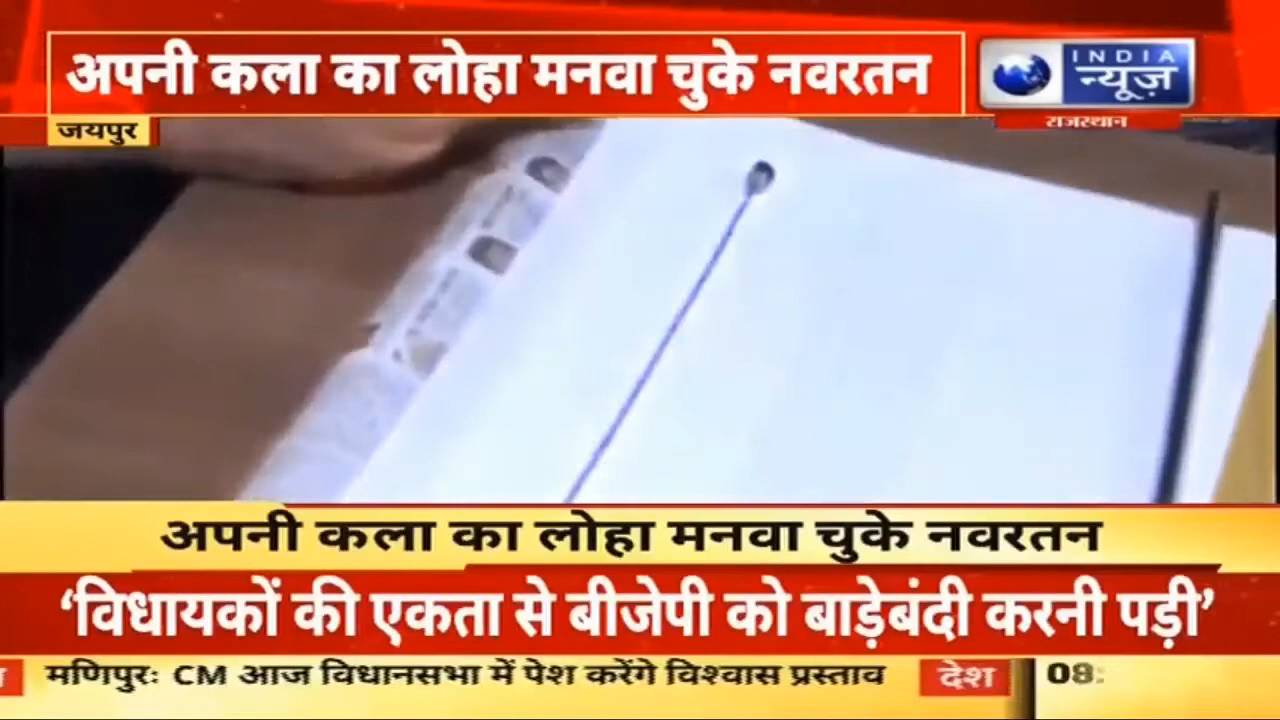 अपनी कला का लोहा मनवा चुके नवरतन
INDIA
न्यूज़
राजस्थान
जयपुर
अपनी कला का लोहा मनवा चुके नवरतन
‘विधायकों की एकता से बीजेपी को बाड़ेबंदी करनी पड़ी’
मणिपुरः CM आज विधानसभा में पेश करेंगे विश्वास प्रस्ताव देश 09: